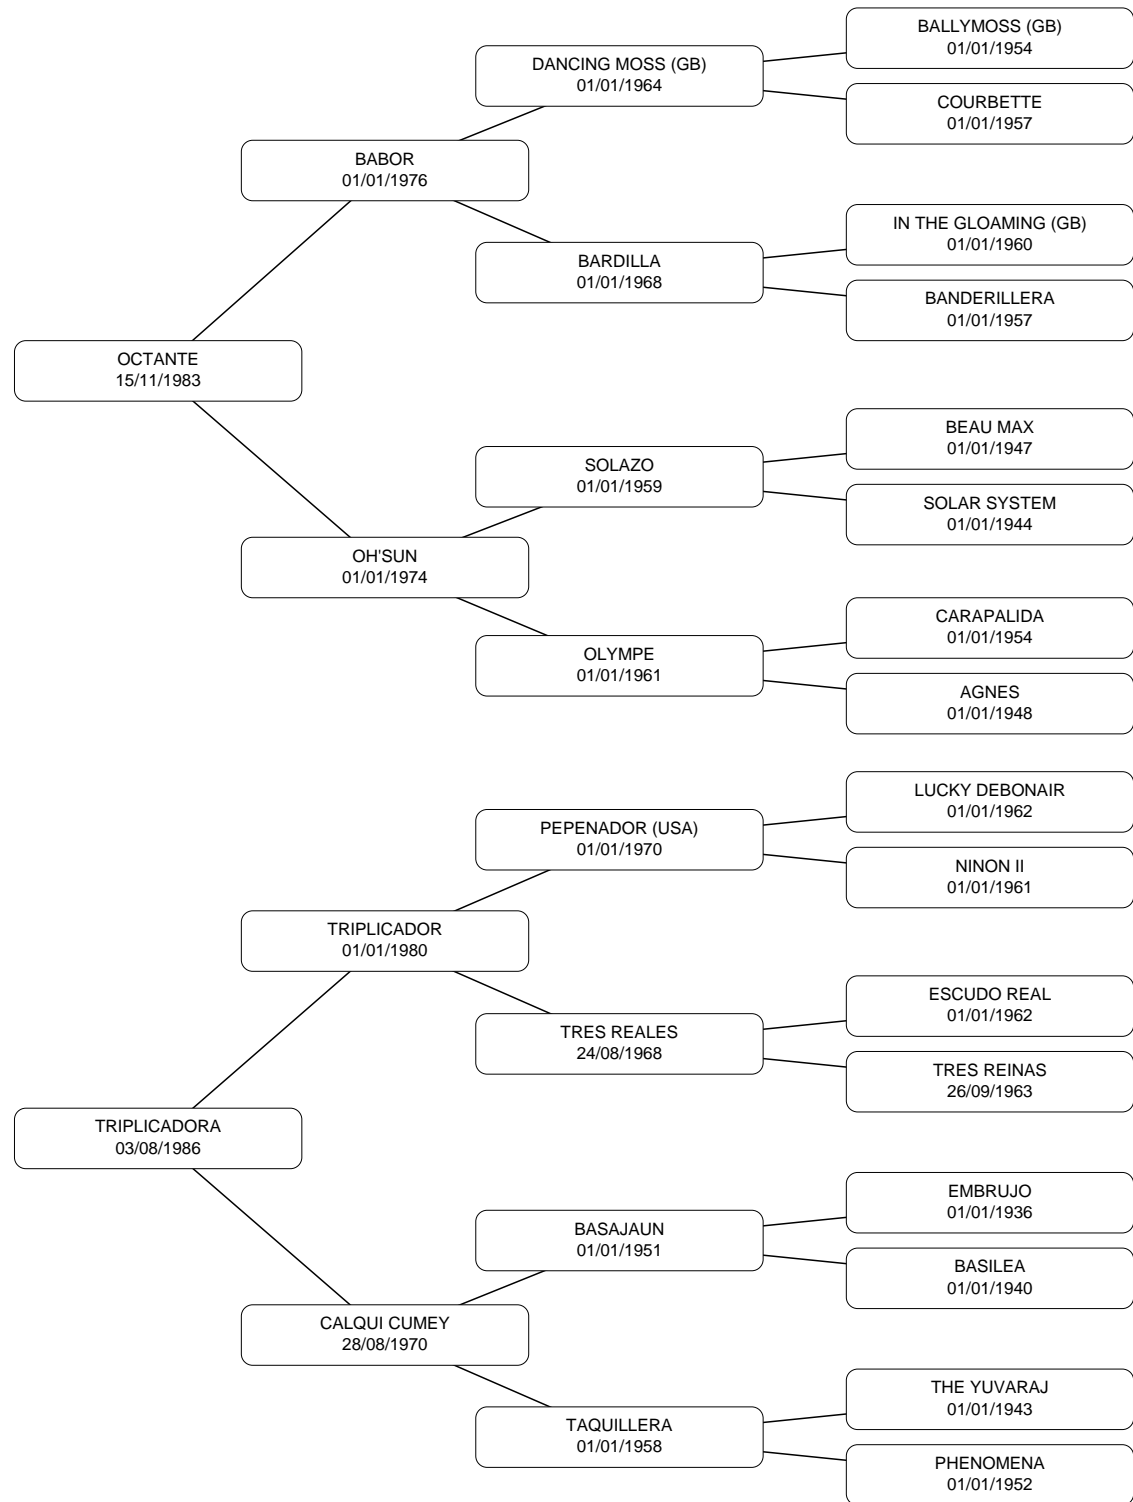 BALLYMOSS (GB)
01/01/1954
DANCING MOSS (GB)
01/01/1964
COURBETTE
01/01/1957
BABOR
01/01/1976
IN THE GLOAMING (GB)
01/01/1960
BARDILLA
01/01/1968
BANDERILLERA
01/01/1957
OCTANTE
15/11/1983
BEAU MAX
01/01/1947
SOLAZO
01/01/1959
SOLAR SYSTEM
01/01/1944
OH'SUN
01/01/1974
CARAPALIDA
01/01/1954
OLYMPE
01/01/1961
AGNES
01/01/1948
LUCKY DEBONAIR
01/01/1962
PEPENADOR (USA)
01/01/1970
NINON II
01/01/1961
TRIPLICADOR
01/01/1980
ESCUDO REAL
01/01/1962
TRES REALES
24/08/1968
TRES REINAS
26/09/1963
TRIPLICADORA
03/08/1986
EMBRUJO
01/01/1936
BASAJAUN
01/01/1951
BASILEA
01/01/1940
CALQUI CUMEY
28/08/1970
THE YUVARAJ
01/01/1943
TAQUILLERA
01/01/1958
PHENOMENA
01/01/1952